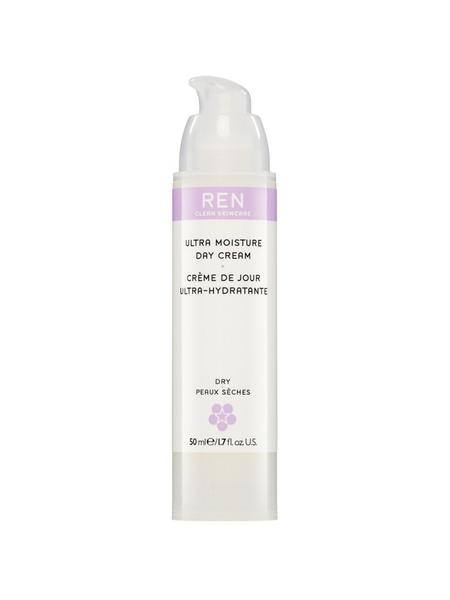 REN
CLEAN SKINCARE
ULTRA MOISTURE
DAY CREAM
CRÈME DE JOUR
ULTRA-HYDRATANTE
DRY
PEAUX SÈCHES
50 ml℮/1.7 fl. oz. U.S.